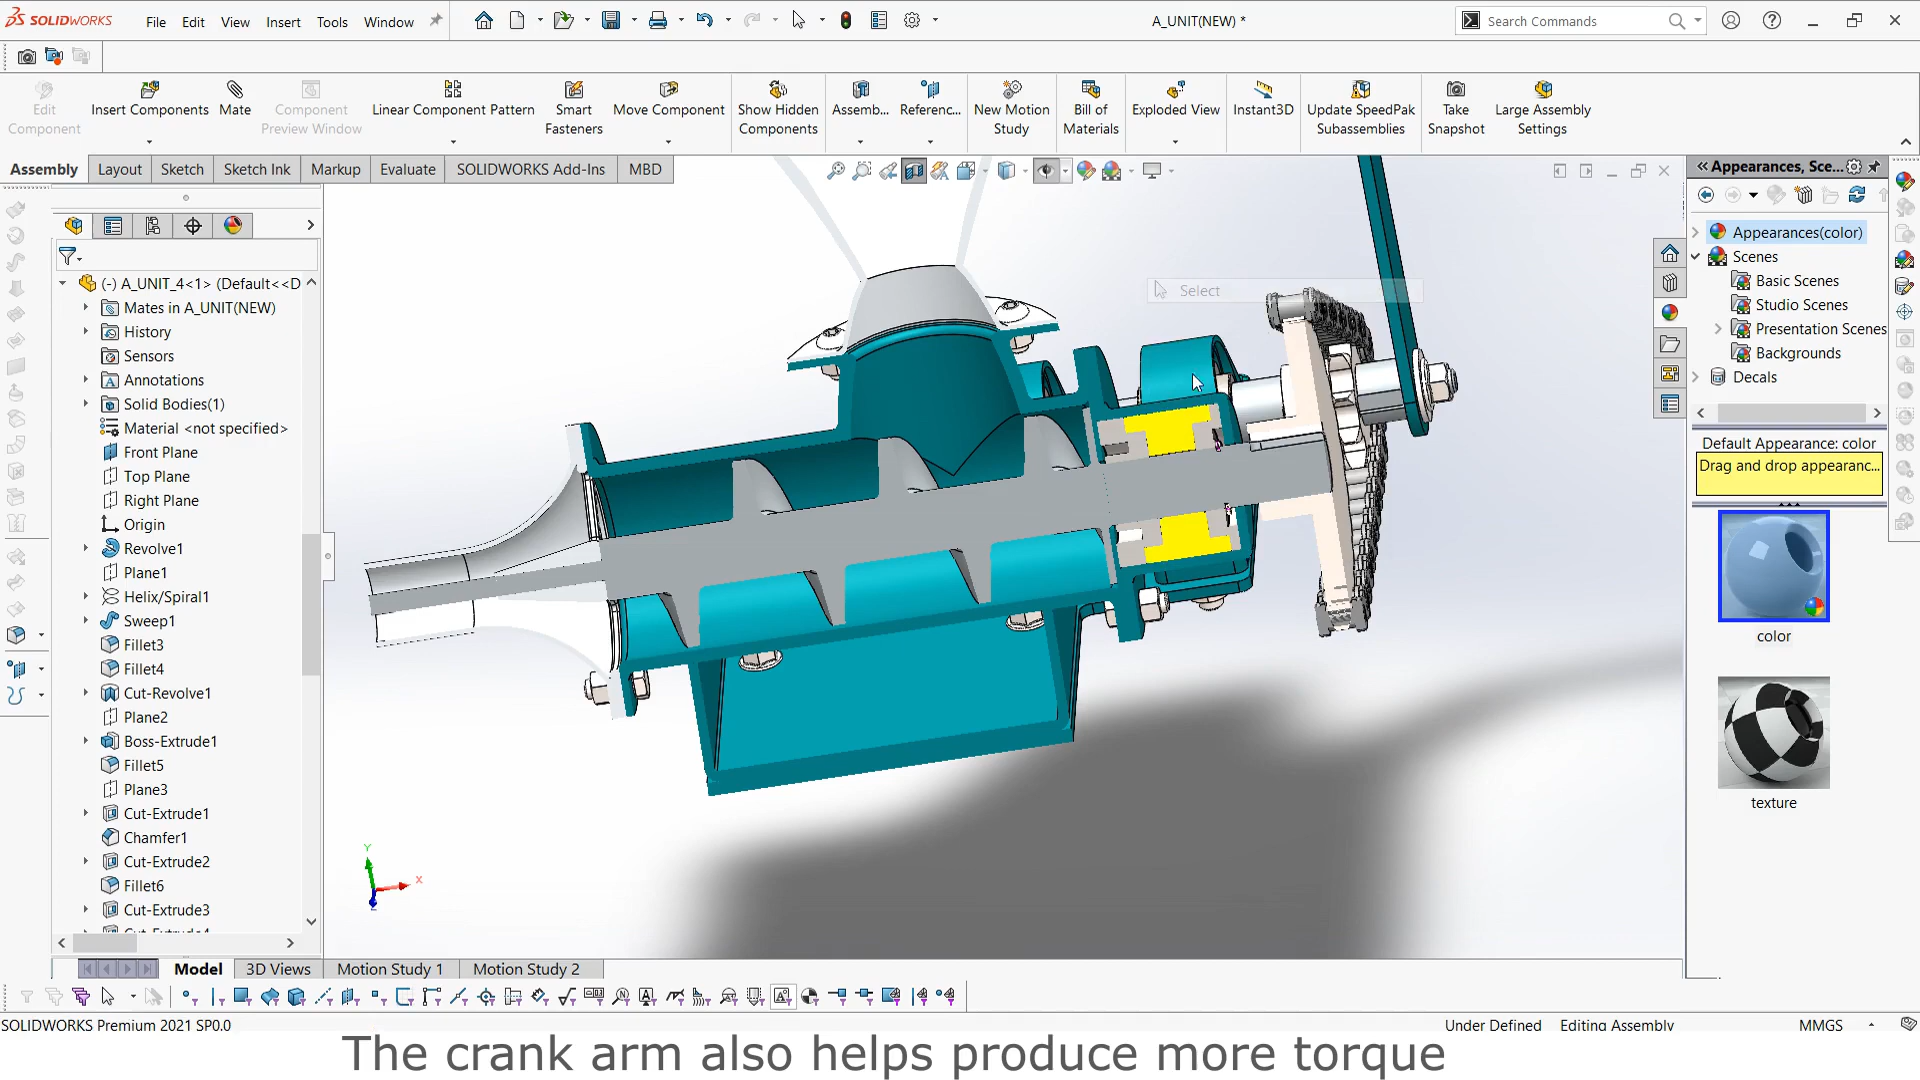 SOLIDWORKS File Edit View Insert Tools Window A_UNIT(NEW) * Search Commands
Edit Component
Insert Components
Mate
Component Preview Window
Linear Component Pattern
Smart Fasteners
Move Component
Show Hidden Components
Assemb...
Referenc...
New Motion Study
Bill of Materials
Exploded View
Instant3D
Update SpeedPak Subassemblies
Take Snapshot
Large Assembly Settings
Assembly Layout Sketch Sketch Ink Markup Evaluate SOLIDWORKS Add-Ins MBD
(-) A_UNIT_4<1> (Default<<D
Mates in A_UNIT(NEW)
History
Sensors
Annotations
Solid Bodies(1)
Material <not specified>
Front Plane
Top Plane
Right Plane
Origin
Revolve1
Plane1
Helix/Spiral1
Sweep1
Fillet3
Fillet4
Cut-Revolve1
Plane2
Boss-Extrude1
Fillet5
Plane3
Cut-Extrude1
Chamfer1
Cut-Extrude2
Fillet6
Cut-Extrude3
Select
Y
X
Appearances, Sce...
Appearances(color)
Scenes
Basic Scenes
Studio Scenes
Presentation Scenes
Backgrounds
Decals
Default Appearance: color
Drag and drop appearanc...
color
texture
Model 3D Views Motion Study 1 Motion Study 2
SOLIDWORKS Premium 2021 SP0.0 Under Defined Editing Assembly MMGS
The crank arm also helps produce more torque